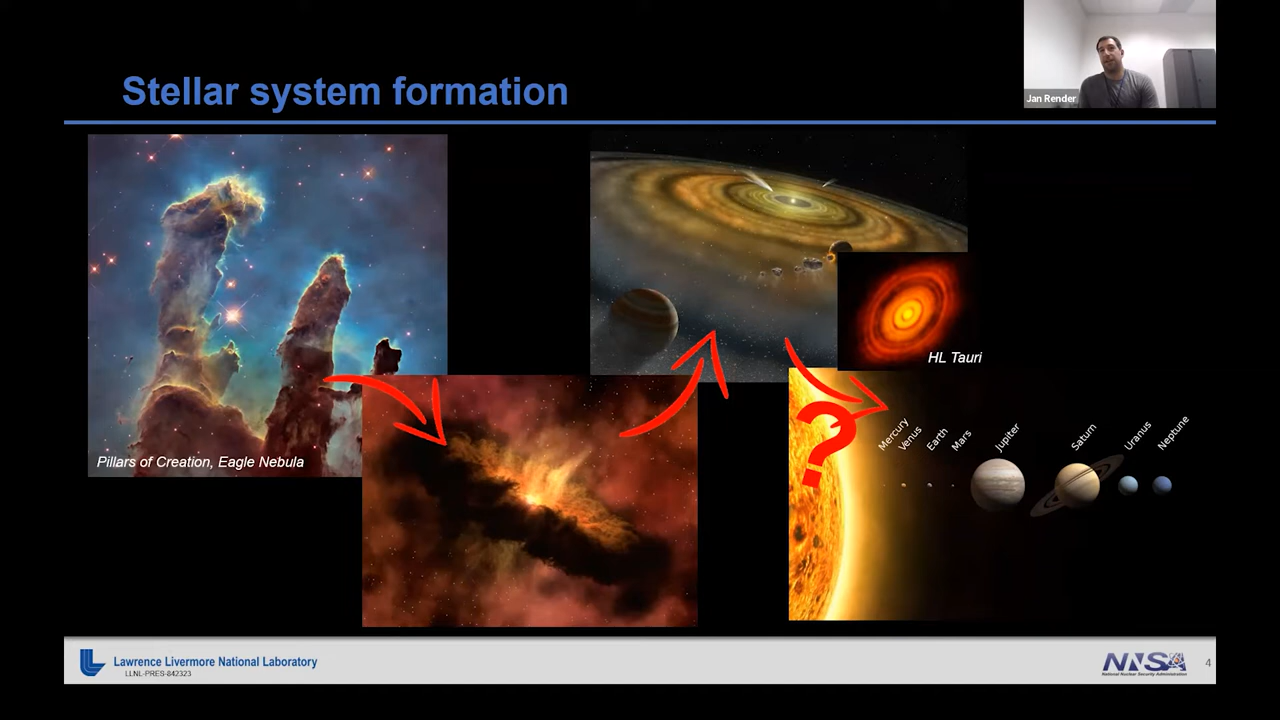 Stellar system formation
Jan Render
Pillars of Creation, Eagle Nebula
HL Tauri
?
Mercury
Venus
Earth
Mars
Jupiter
Saturn
Uranus
Neptune
Lawrence Livermore National Laboratory
LLNL-PRES-842323
NNSA
National Nuclear Security Administration
4